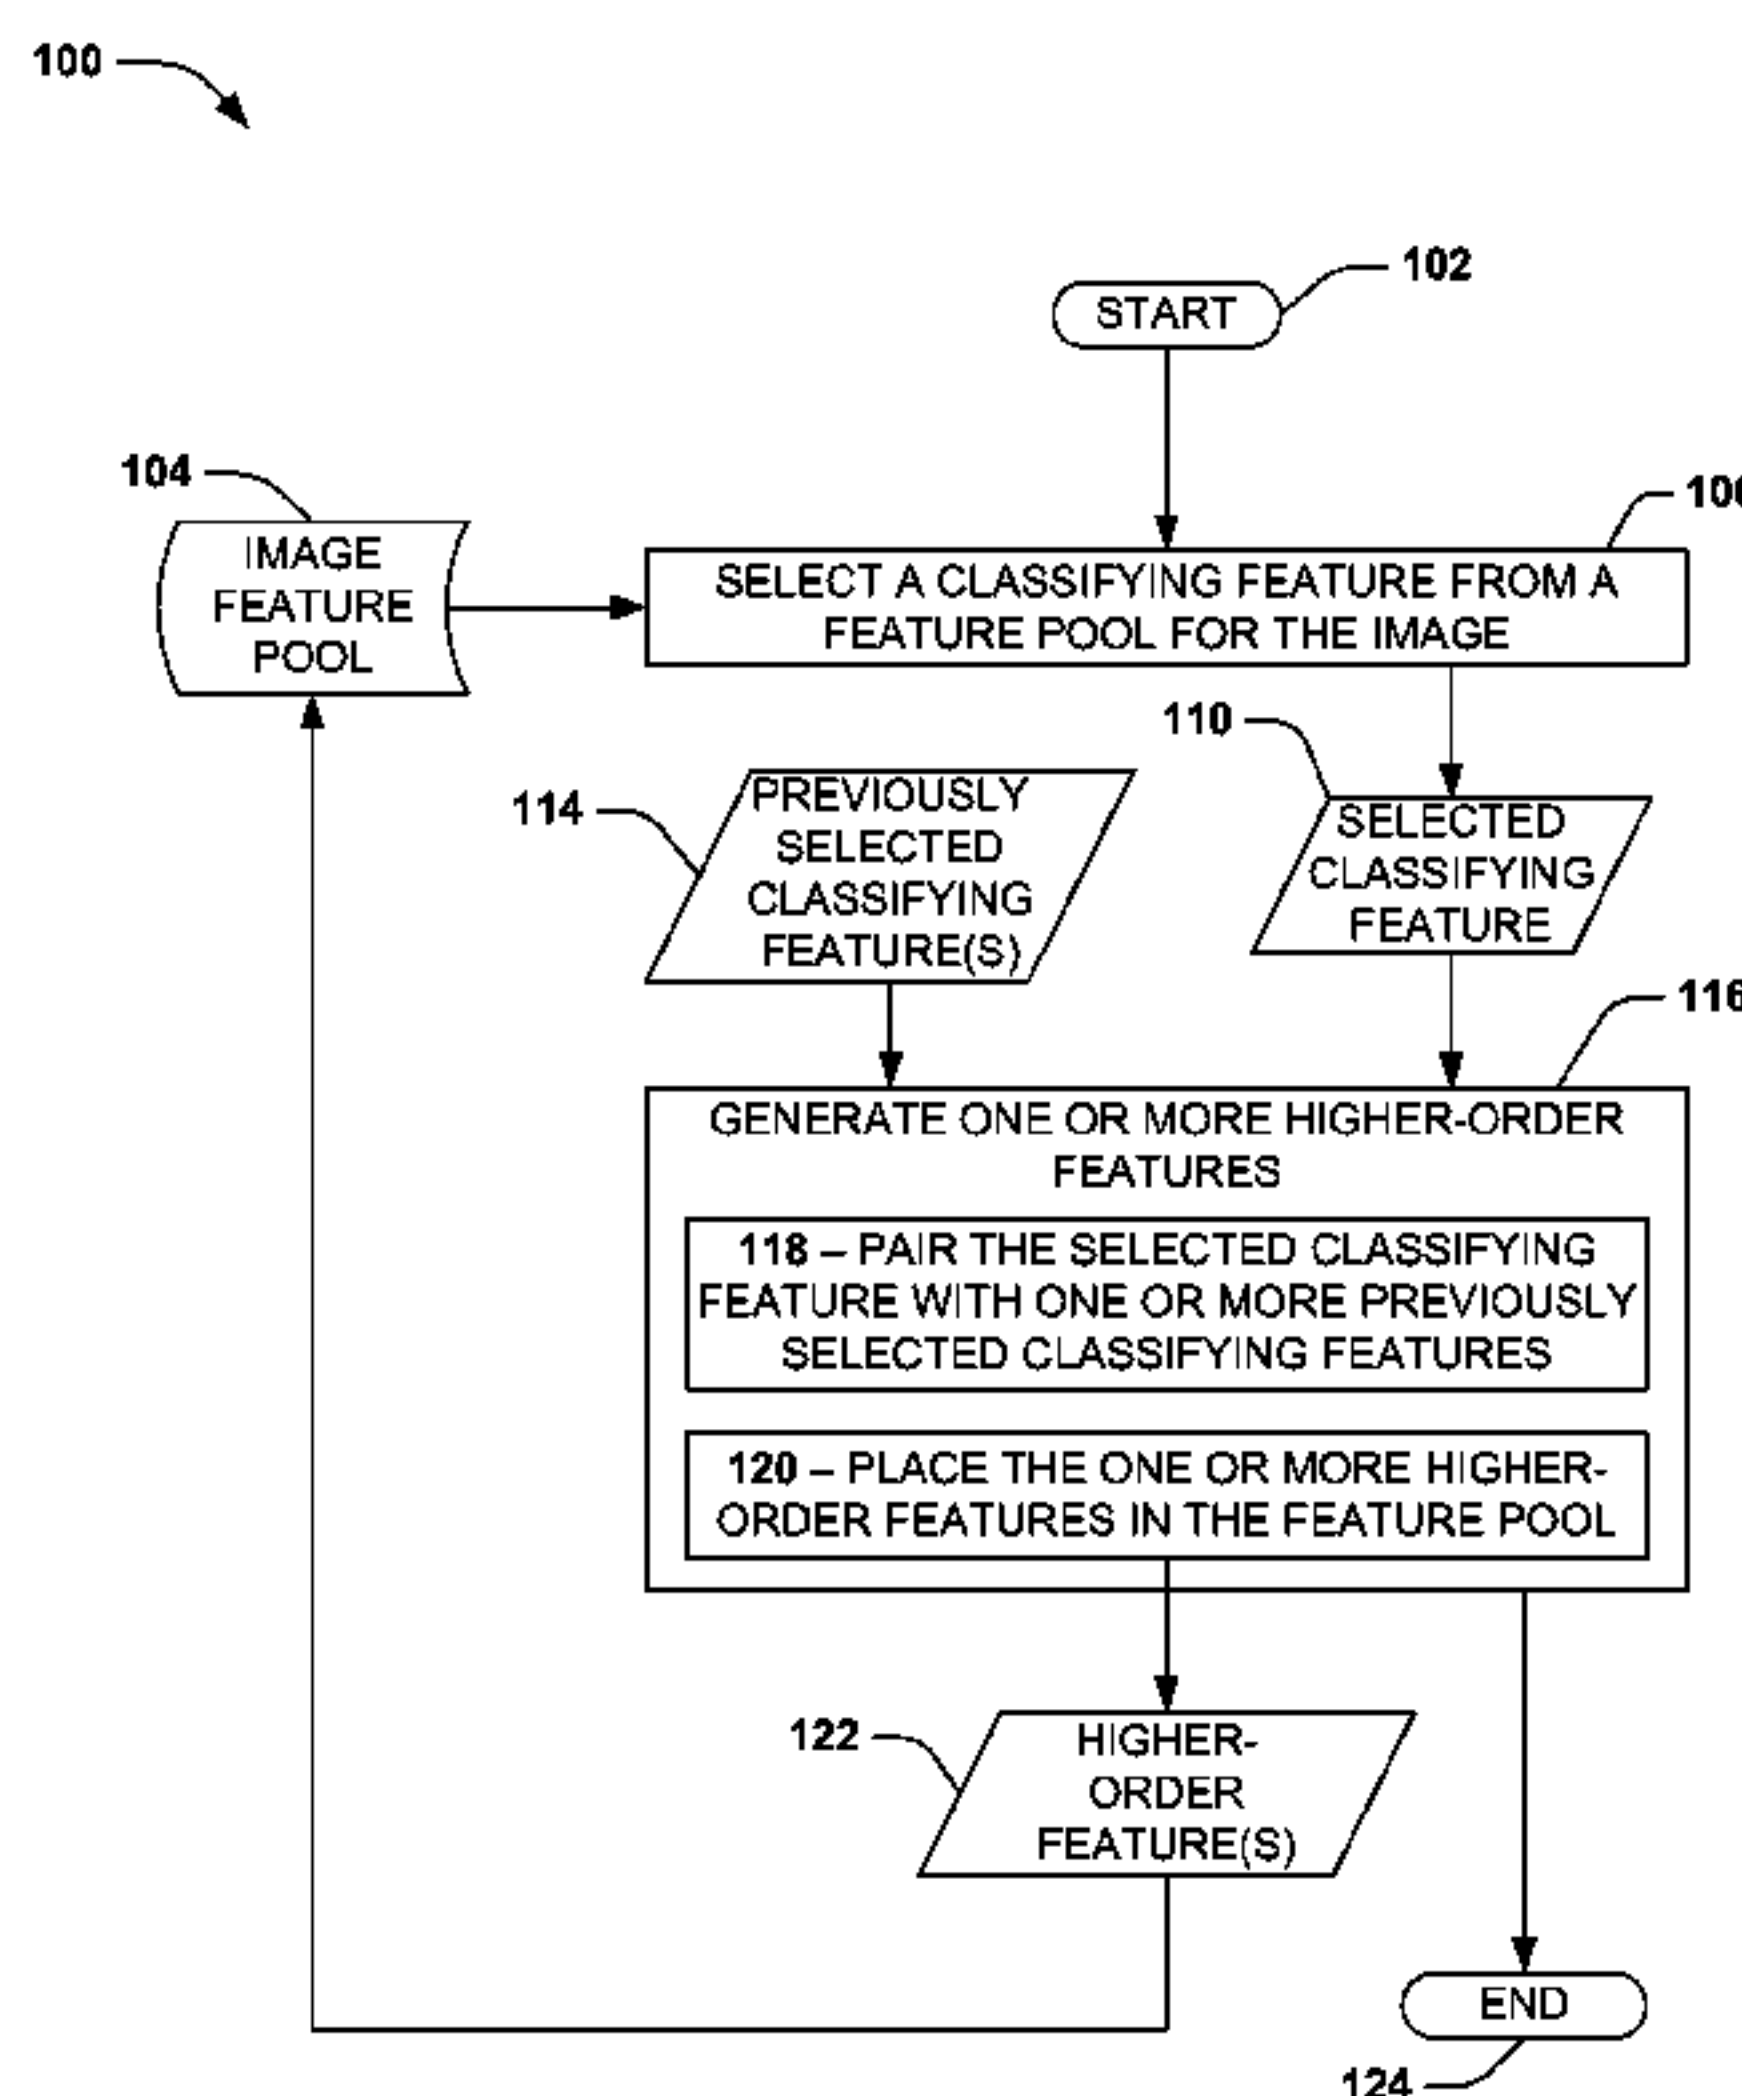 100
102
START
104
IMAGE
FEATURE
POOL
SELECT A CLASSIFYING FEATURE FROM A
FEATURE POOL FOR THE IMAGE
110
114
PREVIOUSLY
SELECTED
CLASSIFYING
FEATURE(S)
SELECTED
CLASSIFYING
FEATURE
116
GENERATE ONE OR MORE HIGHER-ORDER
FEATURES
118 – PAIR THE SELECTED CLASSIFYING
FEATURE WITH ONE OR MORE PREVIOUSLY
SELECTED CLASSIFYING FEATURES
120 – PLACE THE ONE OR MORE HIGHER-
ORDER FEATURES IN THE FEATURE POOL
122
HIGHER-
ORDER
FEATURE(S)
END
124